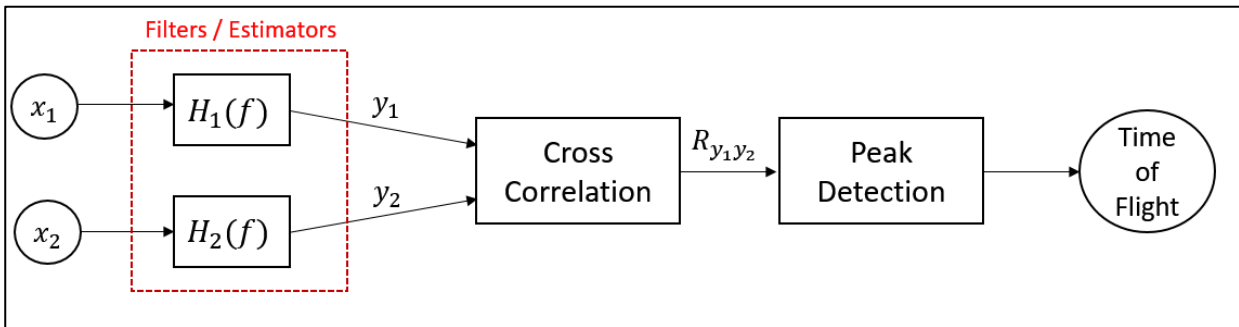 Filters / Estimators
x₁
H₁(f)
y₁
x₂
H₂(f)
y₂
Cross
Correlation
R_{y₁y₂}
Peak
Detection
Time
of
Flight